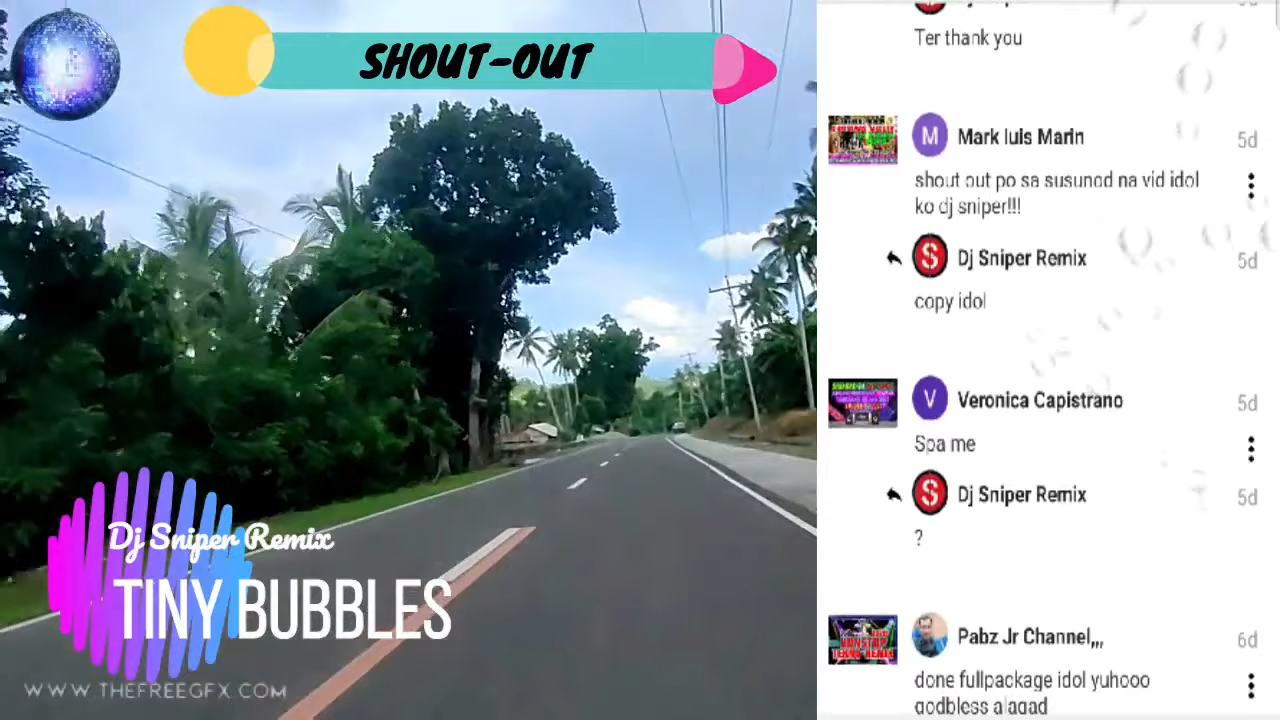 SHOUT-OUT
Dj Sniper Remix
TINY BUBBLES
WWW.THEFREEGFX.COM
Ter thank you
M
Mark luis Marin
5d
shout out po sa susunod na vid idol
ko dj sniper!!!
S
Dj Sniper Remix
5d
copy idol
V
Veronica Capistrano
5d
Spa me
S
Dj Sniper Remix
5d
?
Pabz Jr Channel,,,
6d
done fullpackage idol yuhooo
godbless alagad